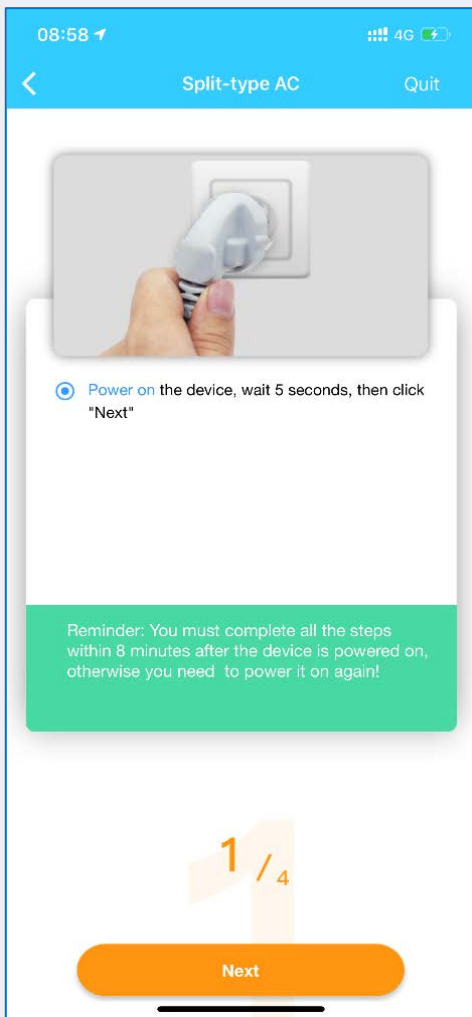 08:58 4G
Split-type AC Quit
Power on the device, wait 5 seconds, then click
"Next"
Reminder: You must complete all the steps
within 8 minutes after the device is powered on,
otherwise you need to power it on again!
1 / 4
Next